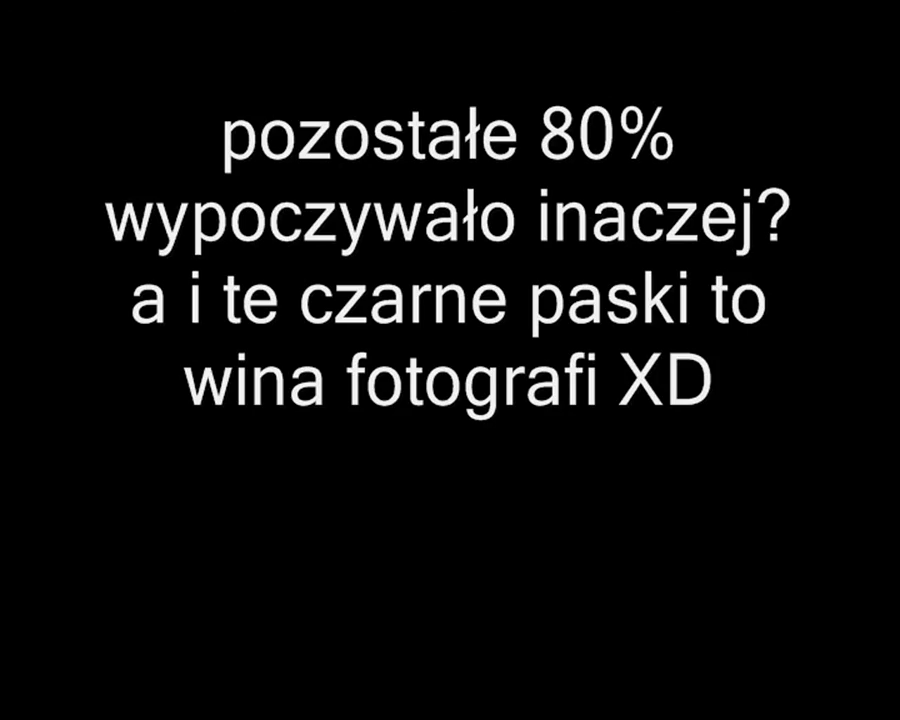 pozostałe 80%
wypoczywało inaczej?
a i te czarne paski to
wina fotografi XD